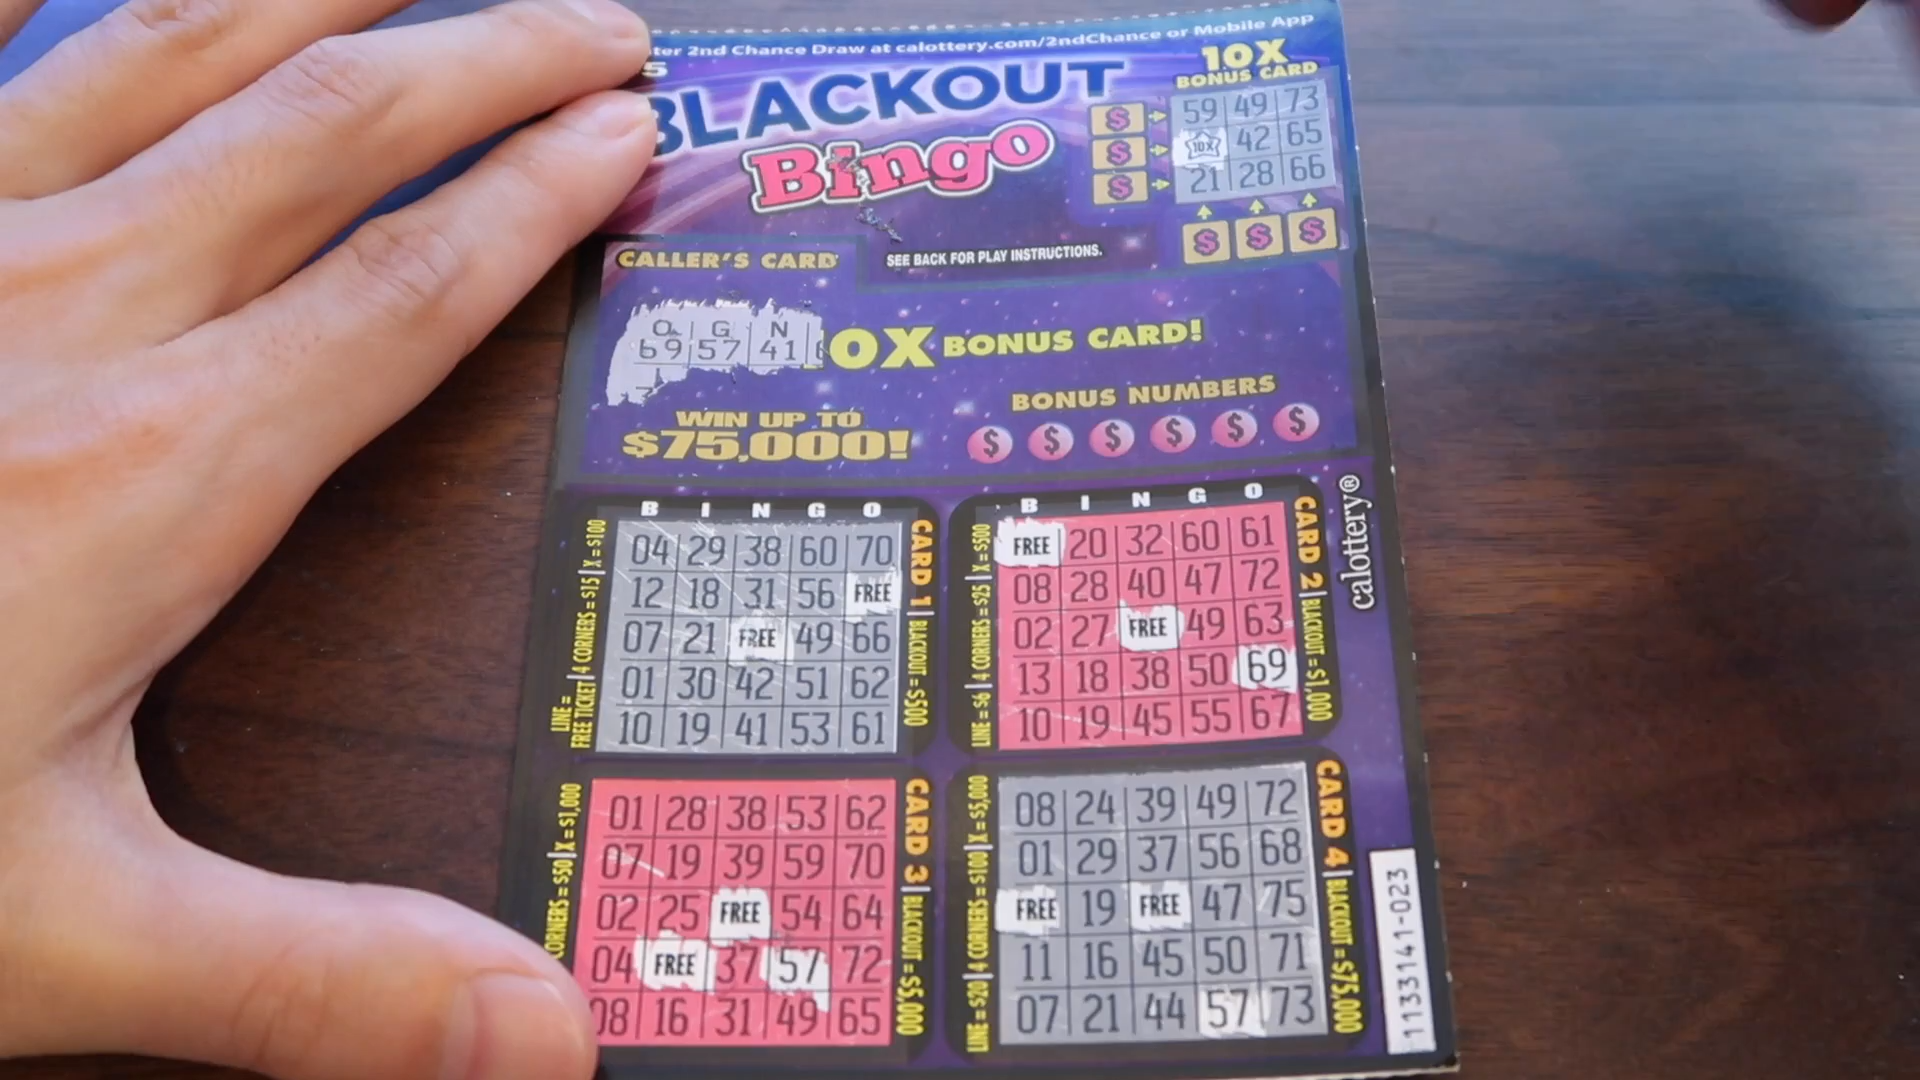 ter 2nd Chance Draw at calottery.com/2ndChance or Mobile App
5
BLACKOUT
Bingo
10X
BONUS CARD
$ 59 49 73
$ 10X 42 65
$ 21 28 66
$ $ $
SEE BACK FOR PLAY INSTRUCTIONS.
CALLER'S CARD
O G N
69 57 41
0X BONUS CARD!
WIN UP TO
$75,000!
BONUS NUMBERS
$ $ $ $ $ $
calottery®
B I N G O
04 29 38 60 70
12 18 31 56 FREE
07 21 FREE 49 66
01 30 42 51 62
10 19 41 53 61
LINE =
FREE TICKET | 4 CORNERS = $15 | X = $100
CARD 1 | BLACKOUT = $500
B I N G O
FREE 20 32 60 61
08 28 40 47 72
02 27 FREE 49 63
13 18 38 50 69
10 19 45 55 67
LINE = $6 | 4 CORNERS = $25 | X = $500
CARD 2 | BLACKOUT = $1,000
01 28 38 53 62
07 19 39 59 70
02 25 FREE 54 64
04 FREE 37 57 72
08 16 31 49 65
CORNERS = $50 | X = $1,000
CARD 3 | BLACKOUT = $5,000
08 24 39 49 72
01 29 37 56 68
FREE 19 FREE 47 75
11 16 45 50 71
07 21 44 57 73
LINE = $20 | 4 CORNERS = $100 | X = $5,000
CARD 4 | BLACKOUT = $75,000
1133141-023